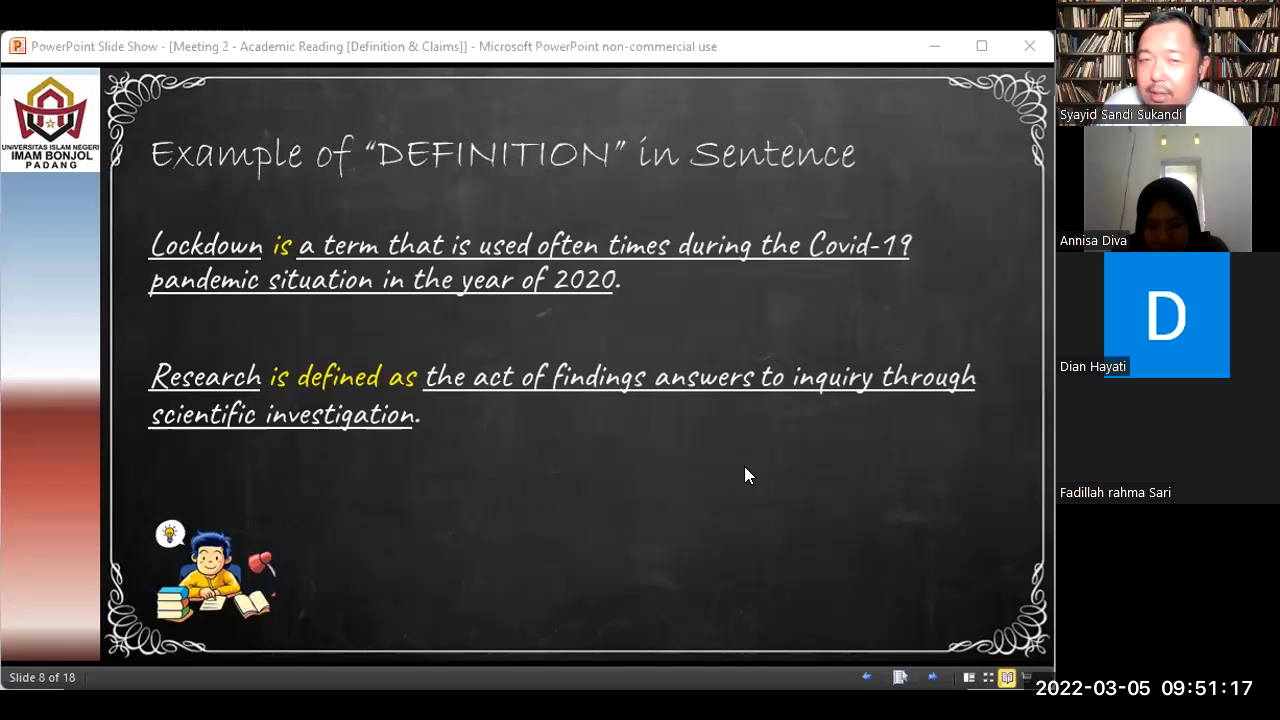 PowerPoint Slide Show - [Meeting 2 - Academic Reading [Definition & Claims]] - Microsoft PowerPoint non-commercial use
UNIVERSITAS ISLAM NEGERI
IMAM BONJOL
PADANG
Example of “DEFINITION” in Sentence
Lockdown is a term that is used often times during the Covid-19
pandemic situation in the year of 2020.
Research is defined as the act of findings answers to inquiry through
scientific investigation.
Slide 8 of 18
Syayid Sandi Sukandi
Annisa Diva
D
Dian Hayati
Fadillah rahma Sari
2022-03-05 09:51:17